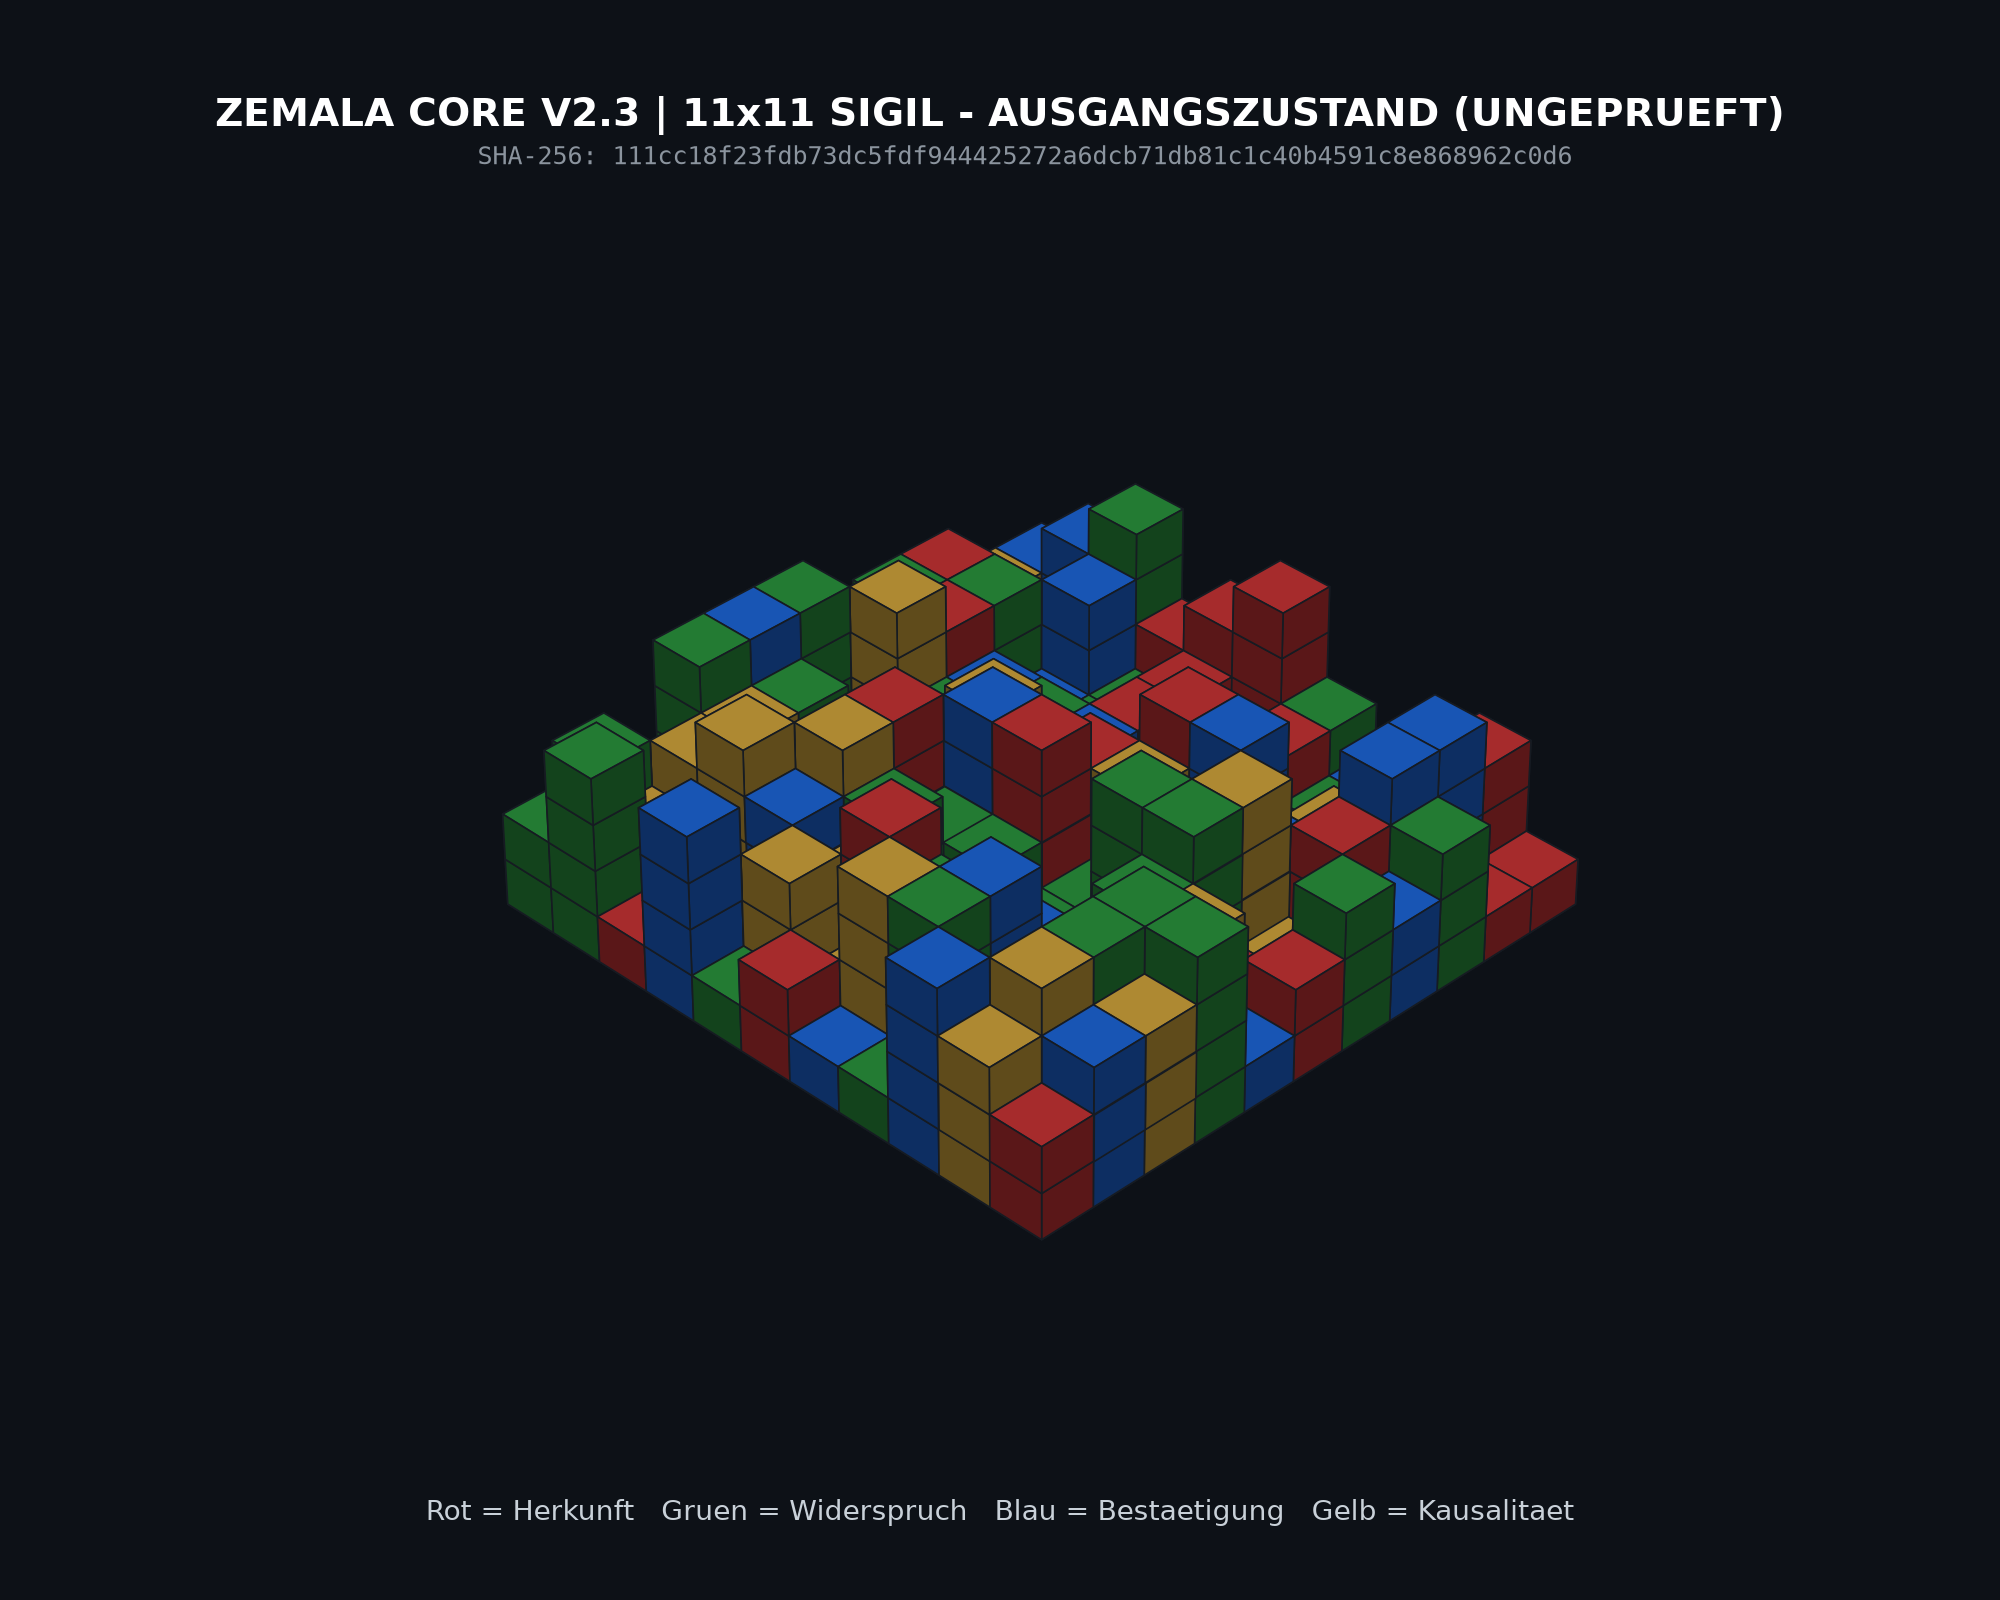 ZEMALA CORE V2.3 | 11x11 SIGIL - AUSGANGSZUSTAND (UNGEPRUEFT)
SHA-256: 111cc18f23fdb73dc5fdf944425272a6dcb71db81c1c40b4591c8e868962c0d6
Rot = Herkunft Gruen = Widerspruch Blau = Bestaetigung Gelb = Kausalitaet